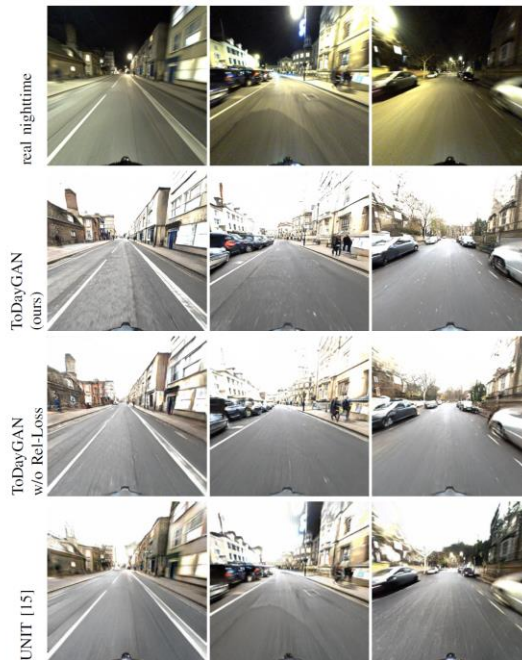 real nighttime
ToDayGAN
(ours)
ToDayGAN
w/o Rel-Loss
UNIT [15]